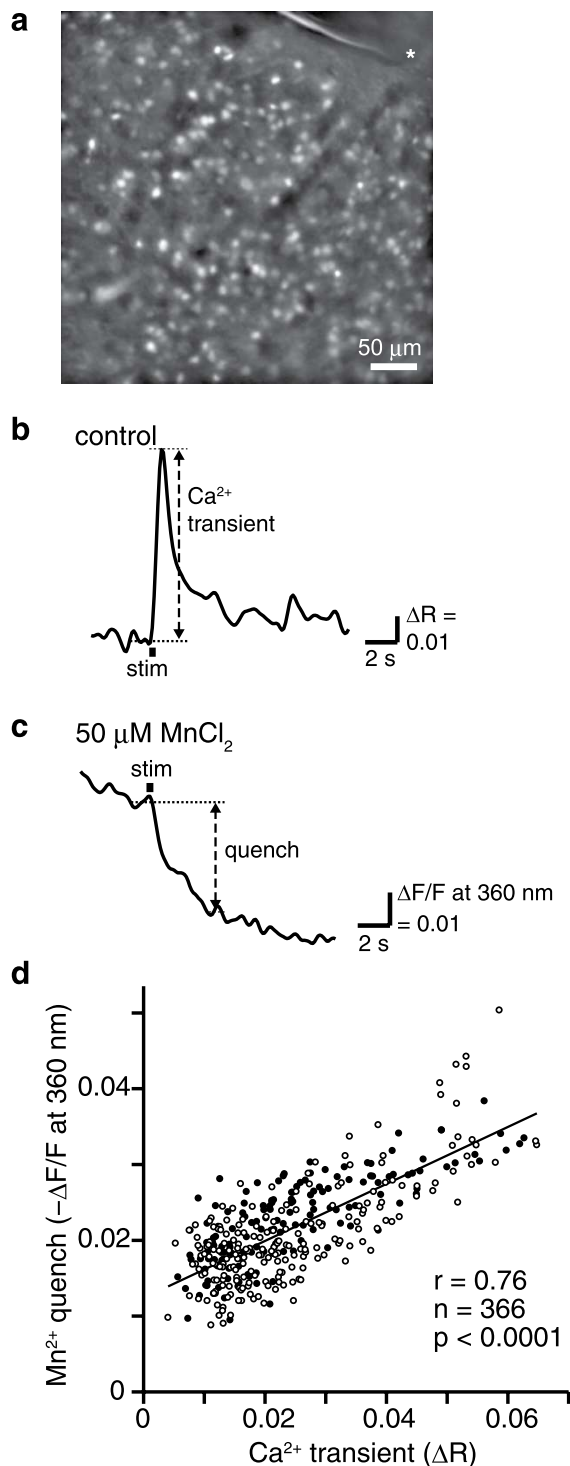 a
*
50 µm
b
control
Ca²⁺
transient
ΔR =
0.01
2 s
stim
c
50 µM MnCl₂
stim
quench
ΔF/F at 360 nm
= 0.01
2 s
d
Mn²⁺ quench (−ΔF/F at 360 nm)
0.04
0.02
0
r = 0.76
n = 366
p < 0.0001
0
0.02
0.04
0.06
Ca²⁺ transient (ΔR)